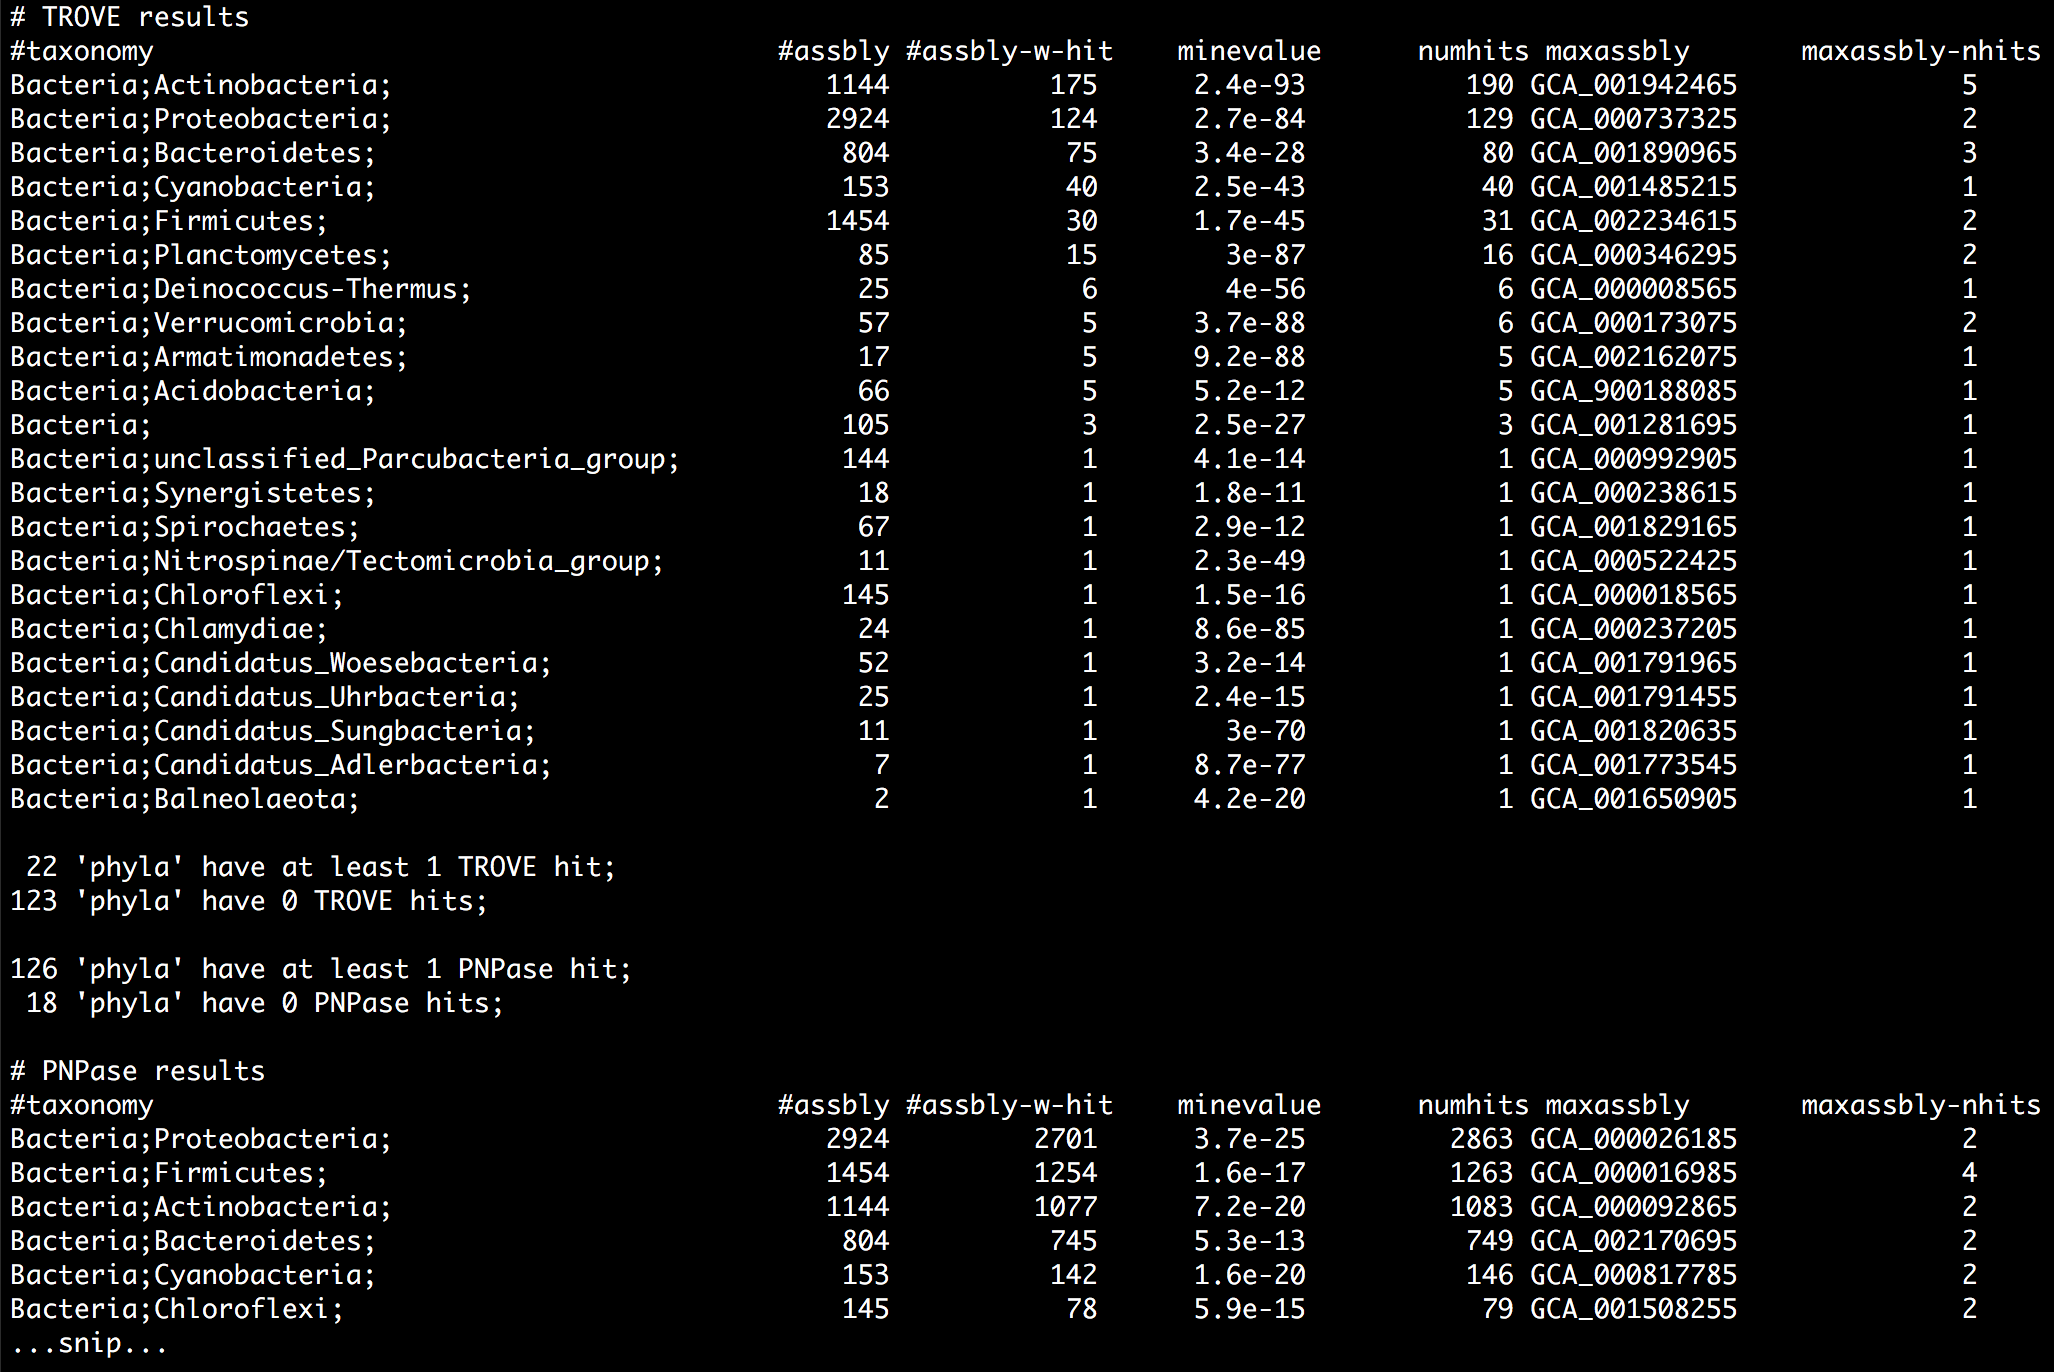 # TROVE results
#taxonomy #assbly #assbly-w-hit minevalue numhits maxassbly maxassbly-nhits
Bacteria;Actinobacteria; 1144 175 2.4e-93 190 GCA_001942465 5
Bacteria;Proteobacteria; 2924 124 2.7e-84 129 GCA_000737325 2
Bacteria;Bacteroidetes; 804 75 3.4e-28 80 GCA_001890965 3
Bacteria;Cyanobacteria; 153 40 2.5e-43 40 GCA_001485215 1
Bacteria;Firmicutes; 1454 30 1.7e-45 31 GCA_002234615 2
Bacteria;Planctomycetes; 85 15 3e-87 16 GCA_000346295 2
Bacteria;Deinococcus-Thermus; 25 6 4e-56 6 GCA_000008565 1
Bacteria;Verrucomicrobia; 57 5 3.7e-88 6 GCA_000173075 2
Bacteria;Armatimonadetes; 17 5 9.2e-88 5 GCA_002162075 1
Bacteria;Acidobacteria; 66 5 5.2e-12 5 GCA_900188085 1
Bacteria; 105 3 2.5e-27 3 GCA_001281695 1
Bacteria;unclassified_Parcubacteria_group; 144 1 4.1e-14 1 GCA_000992905 1
Bacteria;Synergistetes; 18 1 1.8e-11 1 GCA_000238615 1
Bacteria;Spirochaetes; 67 1 2.9e-12 1 GCA_001829165 1
Bacteria;Nitrospinae/Tectomicrobia_group; 11 1 2.3e-49 1 GCA_000522425 1
Bacteria;Chloroflexi; 145 1 1.5e-16 1 GCA_000018565 1
Bacteria;Chlamydiae; 24 1 8.6e-85 1 GCA_000237205 1
Bacteria;Candidatus_Woesebacteria; 52 1 3.2e-14 1 GCA_001791965 1
Bacteria;Candidatus_Uhrbacteria; 25 1 2.4e-15 1 GCA_001791455 1
Bacteria;Candidatus_Sungbacteria; 11 1 3e-70 1 GCA_001820635 1
Bacteria;Candidatus_Adlerbacteria; 7 1 8.7e-77 1 GCA_001773545 1
Bacteria;Balneolaeota; 2 1 4.2e-20 1 GCA_001650905 1
22 'phyla' have at least 1 TROVE hit;
123 'phyla' have 0 TROVE hits;
126 'phyla' have at least 1 PNPase hit;
18 'phyla' have 0 PNPase hits;
# PNPase results
#taxonomy #assbly #assbly-w-hit minevalue numhits maxassbly maxassbly-nhits
Bacteria;Proteobacteria; 2924 2701 3.7e-25 2863 GCA_000026185 2
Bacteria;Firmicutes; 1454 1254 1.6e-17 1263 GCA_000016985 4
Bacteria;Actinobacteria; 1144 1077 7.2e-20 1083 GCA_000092865 2
Bacteria;Bacteroidetes; 804 745 5.3e-13 749 GCA_002170695 2
Bacteria;Cyanobacteria; 153 142 1.6e-20 146 GCA_000817785 2
Bacteria;Chloroflexi; 145 78 5.9e-15 79 GCA_001508255 2
...snip...